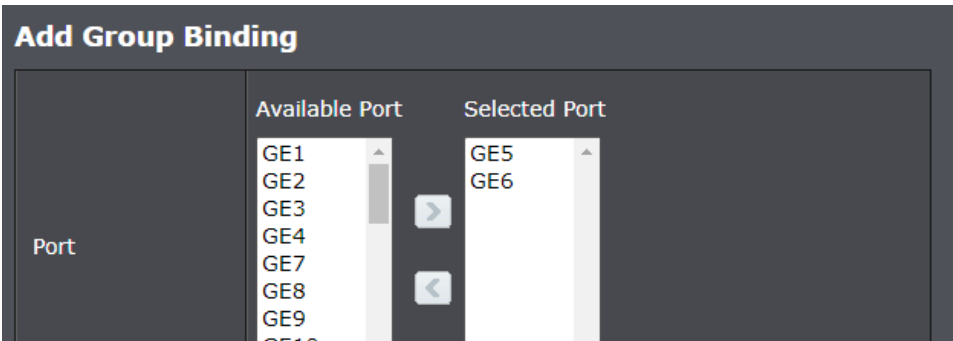 Add Group Binding
Available Port
Selected Port
GE1
GE2
GE3
GE4
GE7
GE8
GE9
GE5
GE6
Port